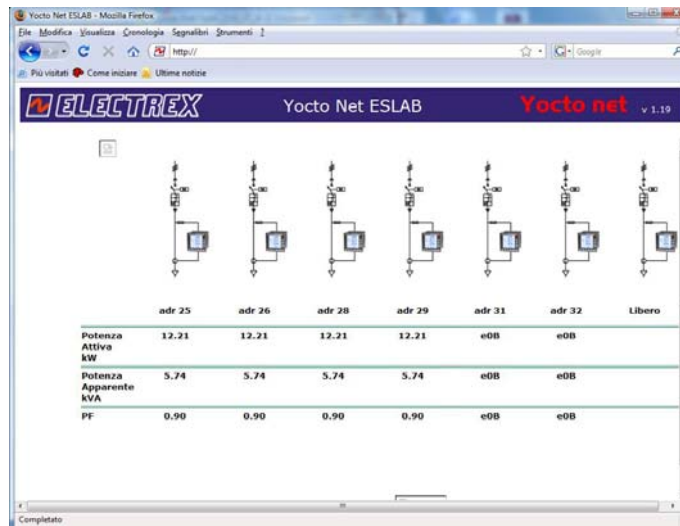 Yocto Net ESLAB - Mozilla Firefox
File Modifica Visualizza Cronologia Segnalibri Strumenti ?
http://
Google
Più visitati Come iniziare Ultime notizie
ELECTREX Yocto Net ESLAB Yocto net v 1.19
adr 25 adr 26 adr 28 adr 29 adr 31 adr 32 Libero
Potenza 12.21 12.21 12.21 12.21 e0B e0B
Attiva
kW
Potenza 5.74 5.74 5.74 5.74 e0B e0B
Apparente
kVA
PF 0.90 0.90 0.90 0.90 e0B e0B
Completato